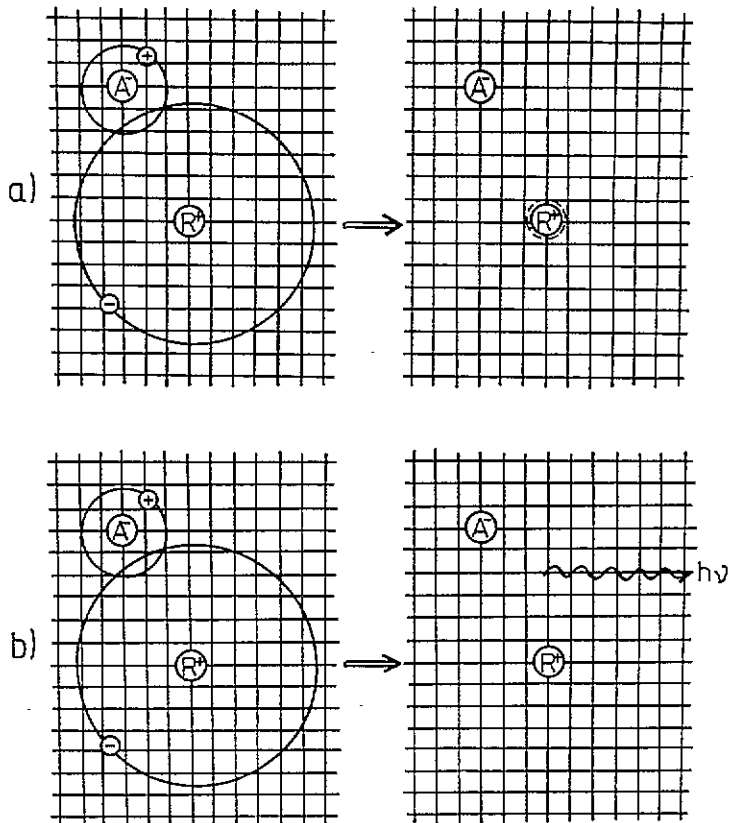 +
A⁻ A⁻
a)
R⁺ R⁺
−
+
A⁻ A⁻
hν
b)
R⁺ R⁺
−